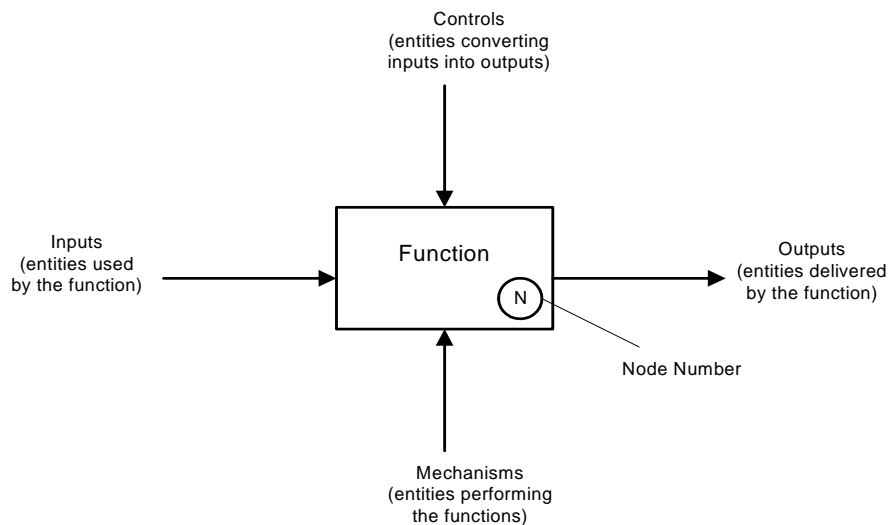 Controls
(entities converting
inputs into outputs)
Inputs
(entities used
by the function)
Function
N
Outputs
(entities delivered
by the function)
Node Number
Mechanisms
(entities performing
the functions)